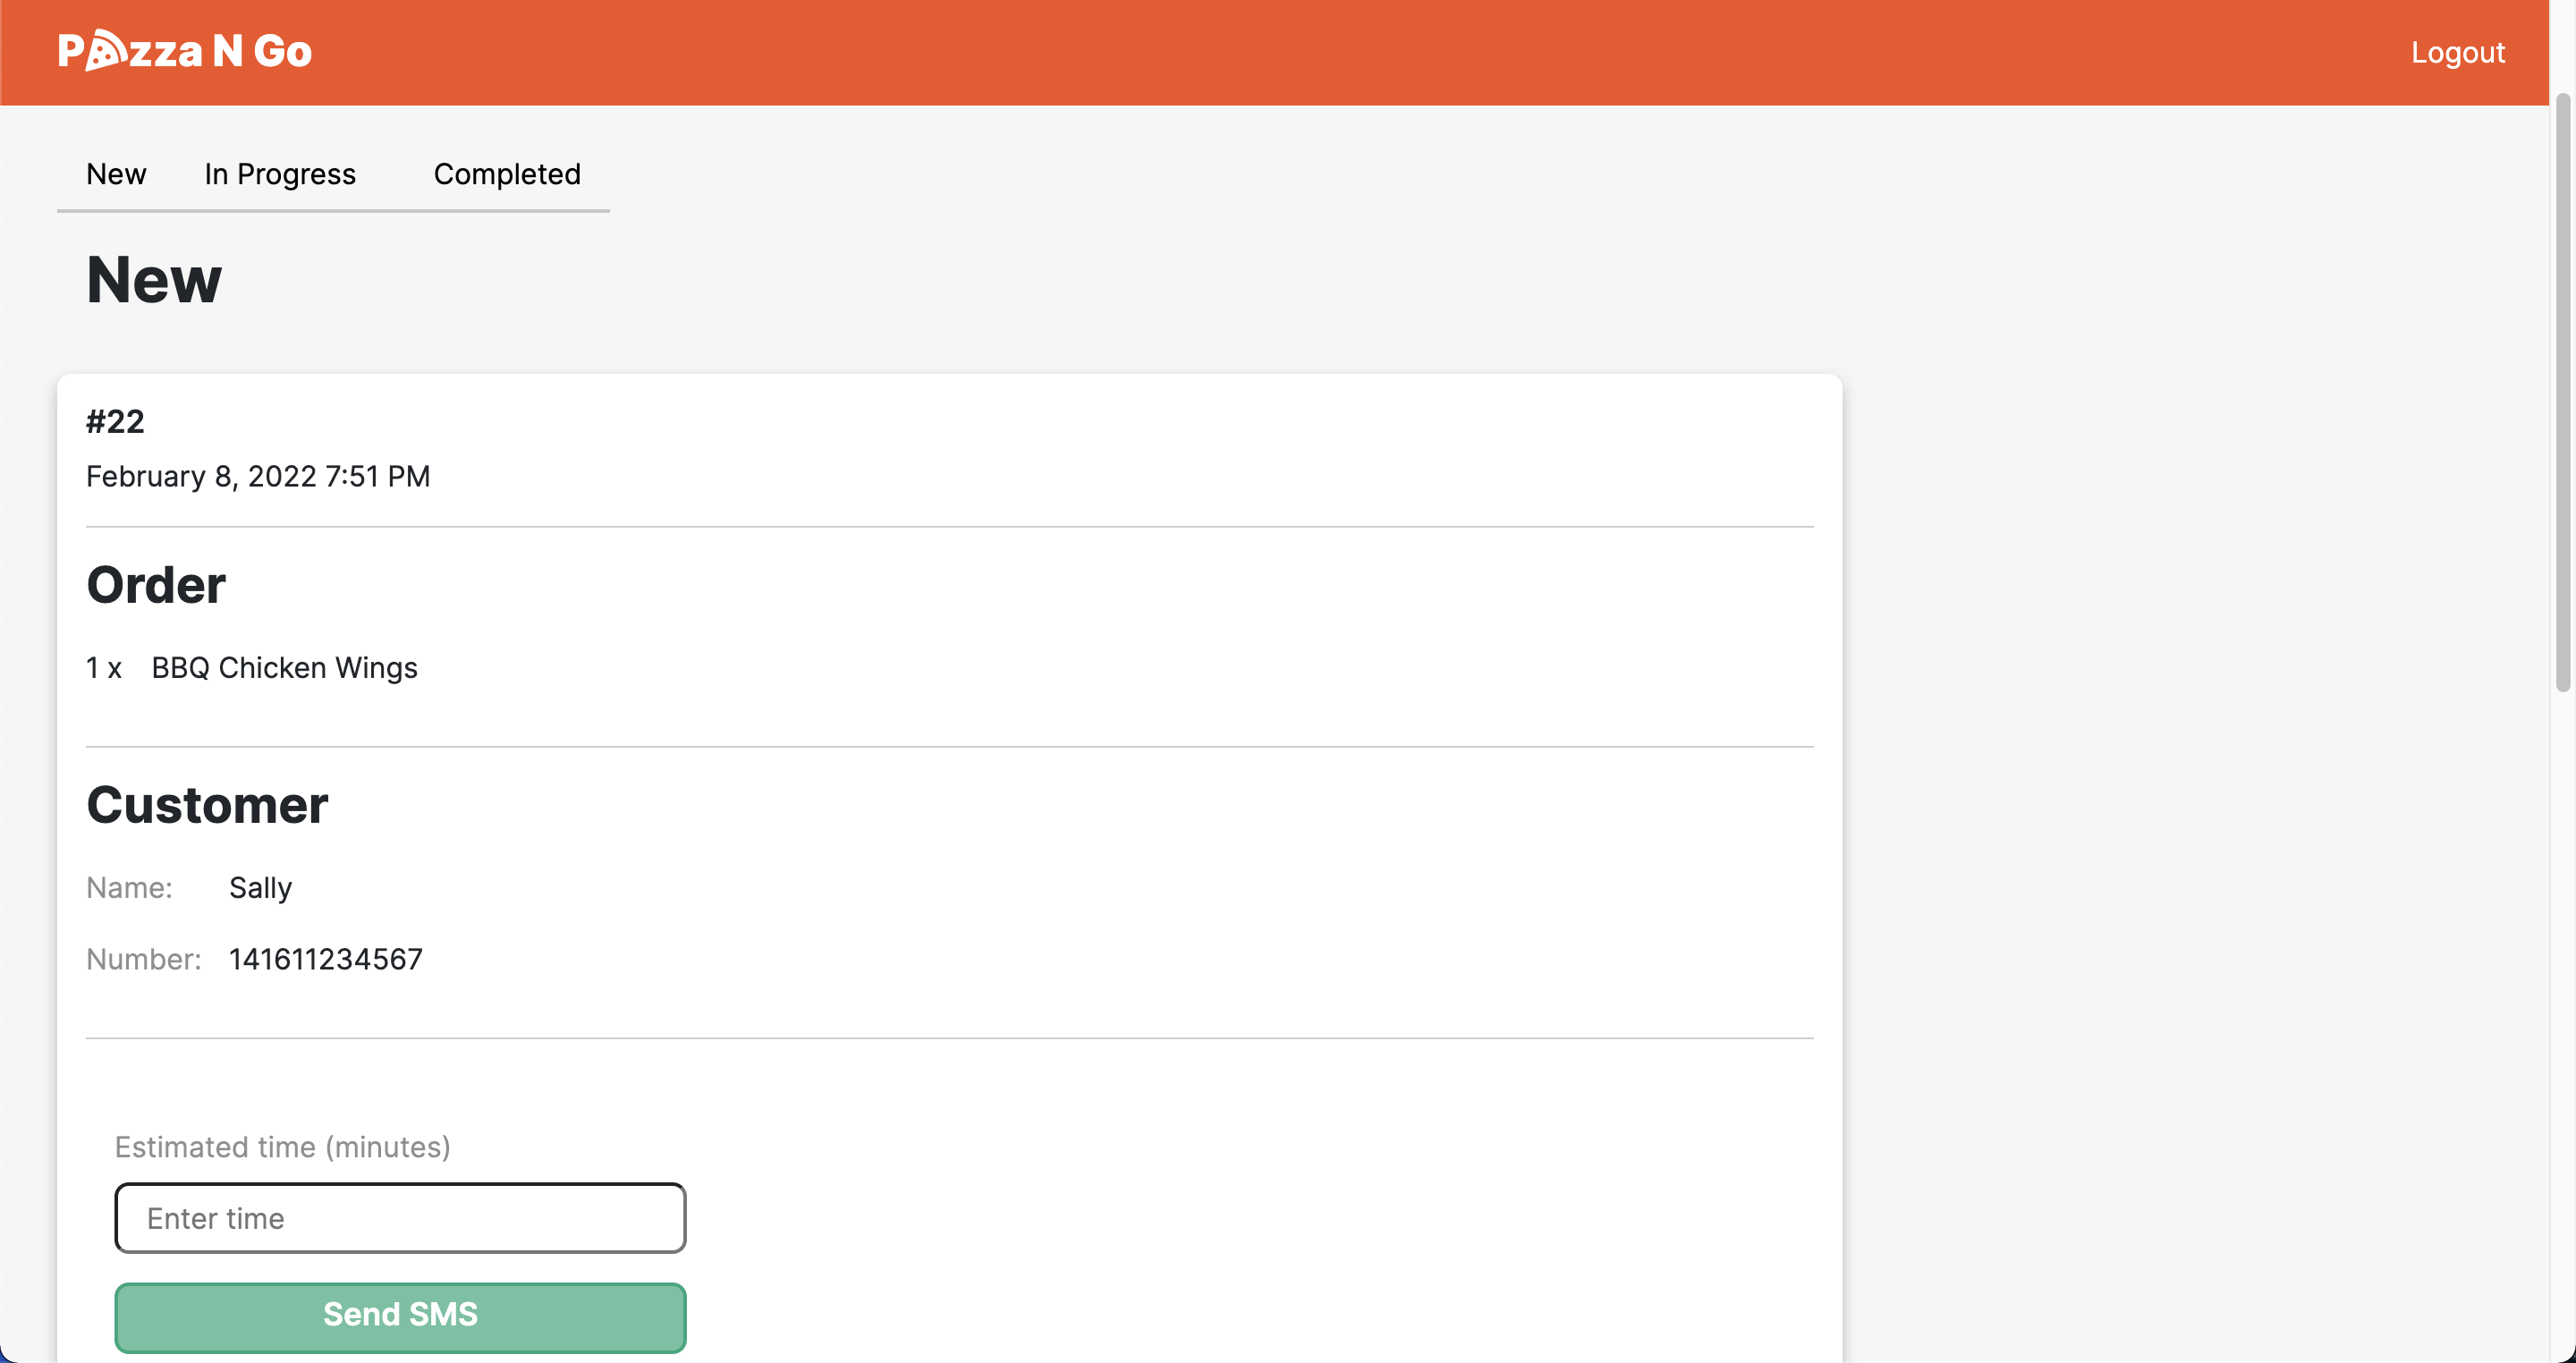 Pizza N Go
Logout
New In Progress Completed
New
#22
February 8, 2022 7:51 PM
Order
1 x BBQ Chicken Wings
Customer
Name: Sally
Number: 141611234567
Estimated time (minutes)
Enter time
Send SMS